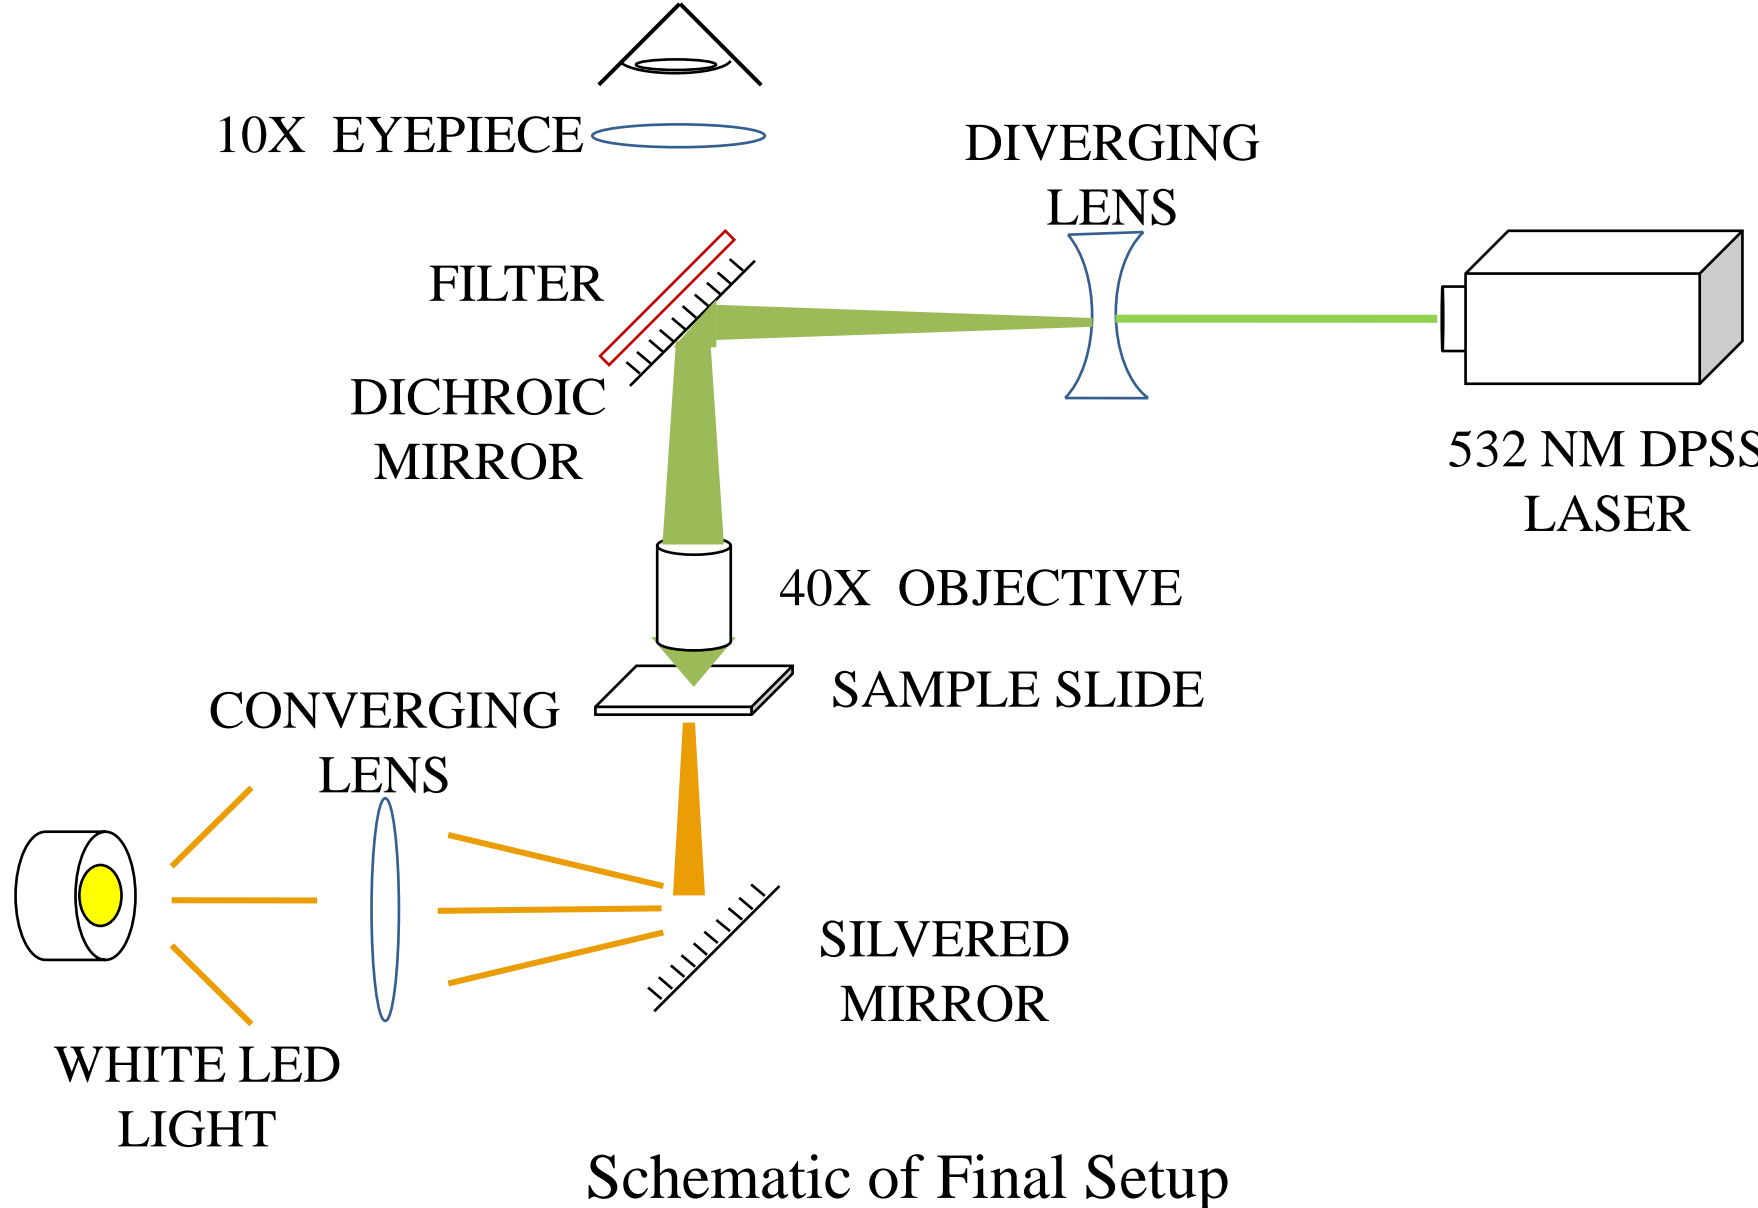 10X EYEPIECE
DIVERGING
LENS
FILTER
DICHROIC
MIRROR
532 NM DPSS
LASER
40X OBJECTIVE
SAMPLE SLIDE
CONVERGING
LENS
SILVERED
MIRROR
WHITE LED
LIGHT
Schematic of Final Setup